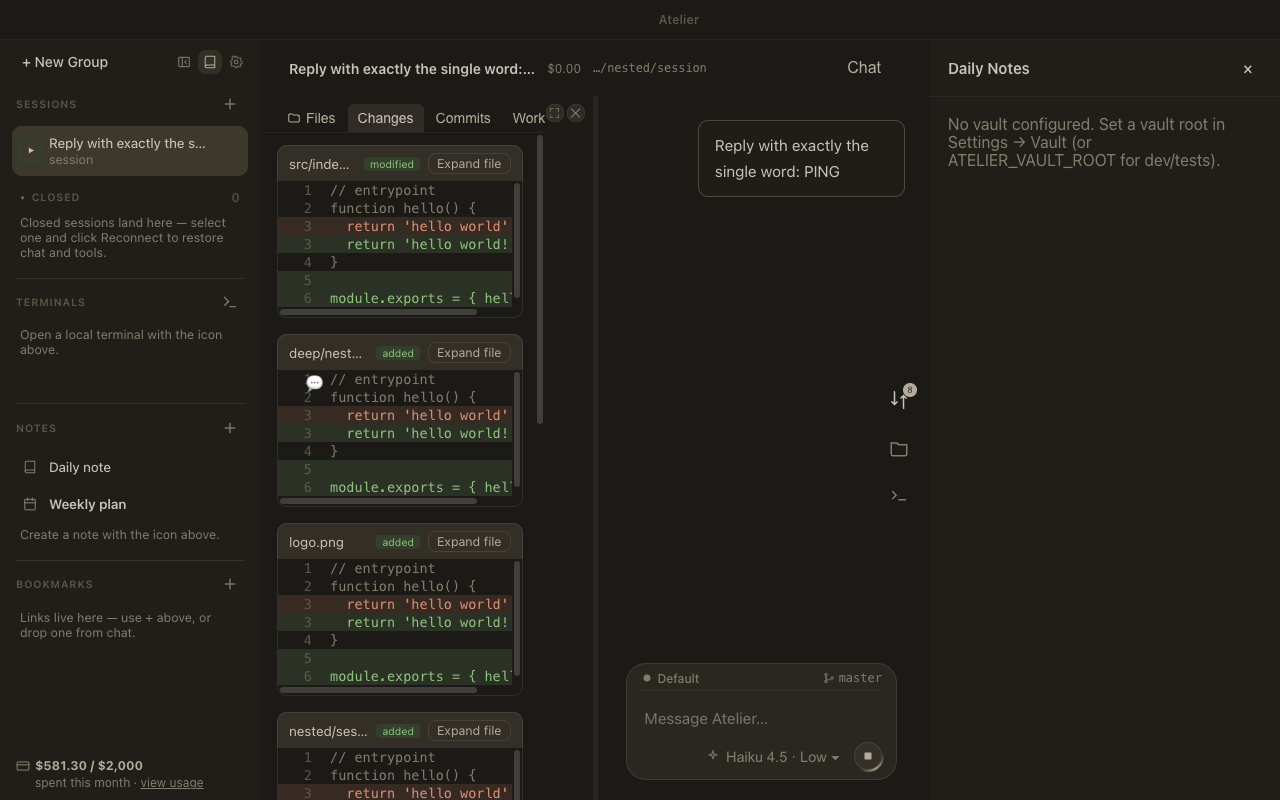 Atelier
+ New Group
SESSIONS
Reply with exactly the s...
session
CLOSED 0
Closed sessions land here — select
one and click Reconnect to restore
chat and tools.
TERMINALS
Open a local terminal with the icon
above.
NOTES
Daily note
Weekly plan
Create a note with the icon above.
BOOKMARKS
Links live here — use + above, or
drop one from chat.
$581.30 / $2,000
spent this month · view usage
Reply with exactly the single word:... $0.00 …/nested/session Chat
Files Changes Commits Work
src/inde... modified Expand file
1 // entrypoint
2 function hello() {
3 return 'hello world'
3 return 'hello world!
4 }
5
6 module.exports = { hel
deep/nest... added Expand file
1 // entrypoint
2 function hello() {
3 return 'hello world'
3 return 'hello world!
4 }
5
6 module.exports = { hel
logo.png added Expand file
1 // entrypoint
2 function hello() {
3 return 'hello world'
3 return 'hello world!
4 }
5
6 module.exports = { hel
nested/ses... added Expand file
1 // entrypoint
2 function hello() {
3 return 'hello world'
Reply with exactly the
single word: PING
8
Default master
Message Atelier...
Haiku 4.5 · Low
Daily Notes
No vault configured. Set a vault root in
Settings → Vault (or
ATELIER_VAULT_ROOT for dev/tests).